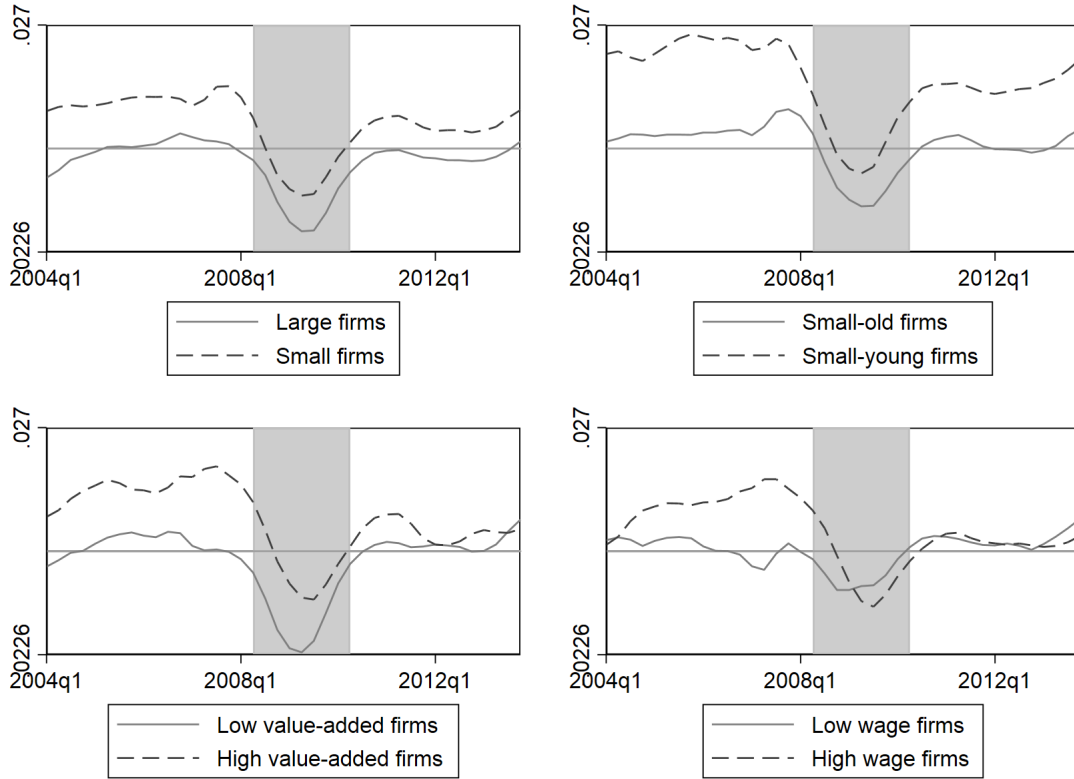 .027
.0226
2004q1
2008q1
2012q1
Large firms
Small firms
.027
.0226
2004q1
2008q1
2012q1
Small-old firms
Small-young firms
.027
.0226
2004q1
2008q1
2012q1
Low value-added firms
High value-added firms
.027
.0226
2004q1
2008q1
2012q1
Low wage firms
High wage firms